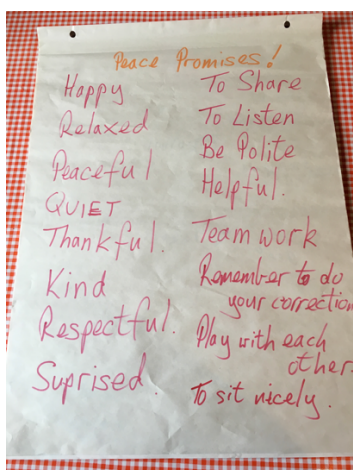 Peace Promises!
Happy
Relaxed
Peaceful
QUIET
Thankful.
Kind
Respectful.
Suprised.
To Share
To Listen
Be Polite
Helpful.
Team work
Remember to do
your correction
Play with each
other.
To sit nicely.